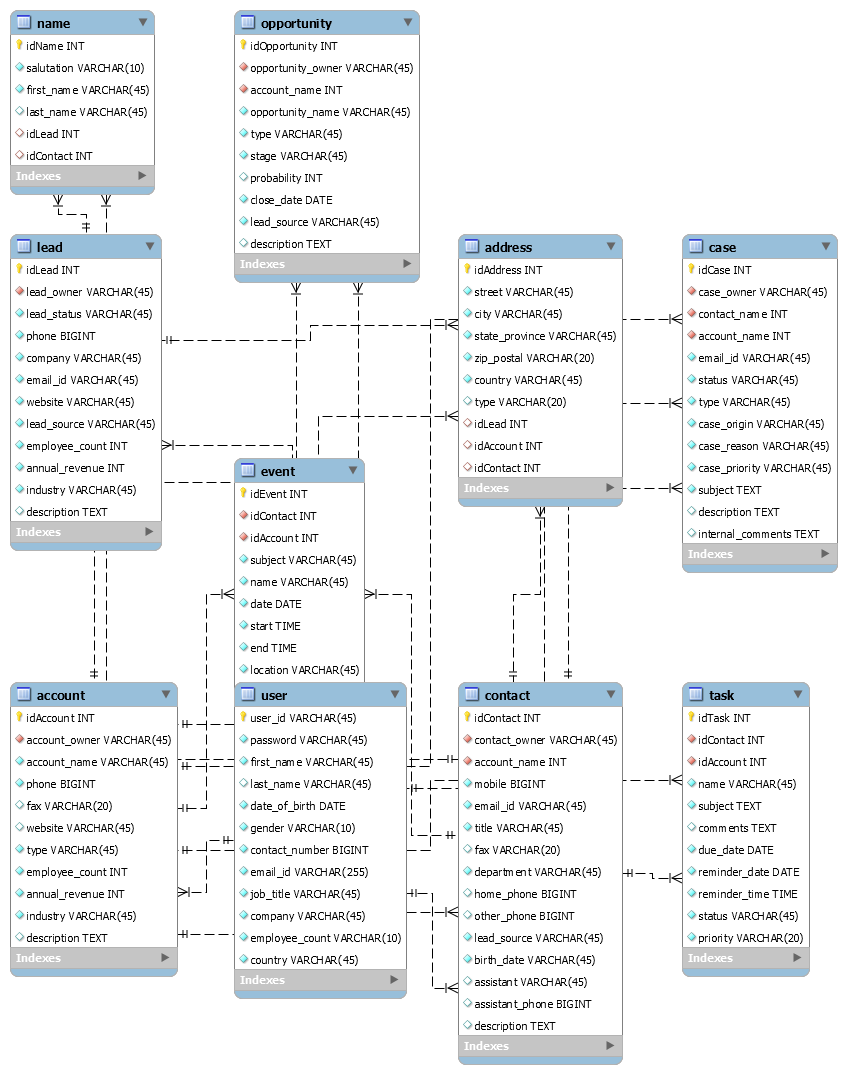 name
idName INT
salutation VARCHAR(10)
first_name VARCHAR(45)
last_name VARCHAR(45)
idLead INT
idContact INT
Indexes
opportunity
idOpportunity INT
opportunity_owner VARCHAR(45)
account_name INT
opportunity_name VARCHAR(45)
type VARCHAR(45)
stage VARCHAR(45)
probability INT
close_date DATE
lead_source VARCHAR(45)
description TEXT
Indexes
lead
idLead INT
lead_owner VARCHAR(45)
lead_status VARCHAR(45)
phone BIGINT
company VARCHAR(45)
email_id VARCHAR(45)
website VARCHAR(45)
lead_source VARCHAR(45)
employee_count INT
annual_revenue INT
industry VARCHAR(45)
description TEXT
Indexes
address
idAddress INT
street VARCHAR(45)
city VARCHAR(45)
state_province VARCHAR(45)
zip_postal VARCHAR(20)
country VARCHAR(45)
type VARCHAR(20)
idLead INT
idAccount INT
idContact INT
Indexes
case
idCase INT
case_owner VARCHAR(45)
contact_name INT
account_name INT
email_id VARCHAR(45)
status VARCHAR(45)
type VARCHAR(45)
case_origin VARCHAR(45)
case_reason VARCHAR(45)
case_priority VARCHAR(45)
subject TEXT
description TEXT
internal_comments TEXT
Indexes
event
idEvent INT
idContact INT
idAccount INT
subject VARCHAR(45)
name VARCHAR(45)
date DATE
start TIME
end TIME
location VARCHAR(45)
account
idAccount INT
account_owner VARCHAR(45)
account_name VARCHAR(45)
phone BIGINT
fax VARCHAR(20)
website VARCHAR(45)
type VARCHAR(45)
employee_count INT
annual_revenue INT
industry VARCHAR(45)
description TEXT
Indexes
user
user_id VARCHAR(45)
password VARCHAR(45)
first_name VARCHAR(45)
last_name VARCHAR(45)
date_of_birth DATE
gender VARCHAR(10)
contact_number BIGINT
email_id VARCHAR(255)
job_title VARCHAR(45)
company VARCHAR(45)
employee_count VARCHAR(10)
country VARCHAR(45)
Indexes
contact
idContact INT
contact_owner VARCHAR(45)
account_name INT
mobile BIGINT
email_id VARCHAR(45)
title VARCHAR(45)
fax VARCHAR(20)
department VARCHAR(45)
home_phone BIGINT
other_phone BIGINT
lead_source VARCHAR(45)
birth_date VARCHAR(45)
assistant VARCHAR(45)
assistant_phone BIGINT
description TEXT
Indexes
task
idTask INT
idContact INT
idAccount INT
name VARCHAR(45)
subject TEXT
comments TEXT
due_date DATE
reminder_date DATE
reminder_time TIME
status VARCHAR(45)
priority VARCHAR(20)
Indexes